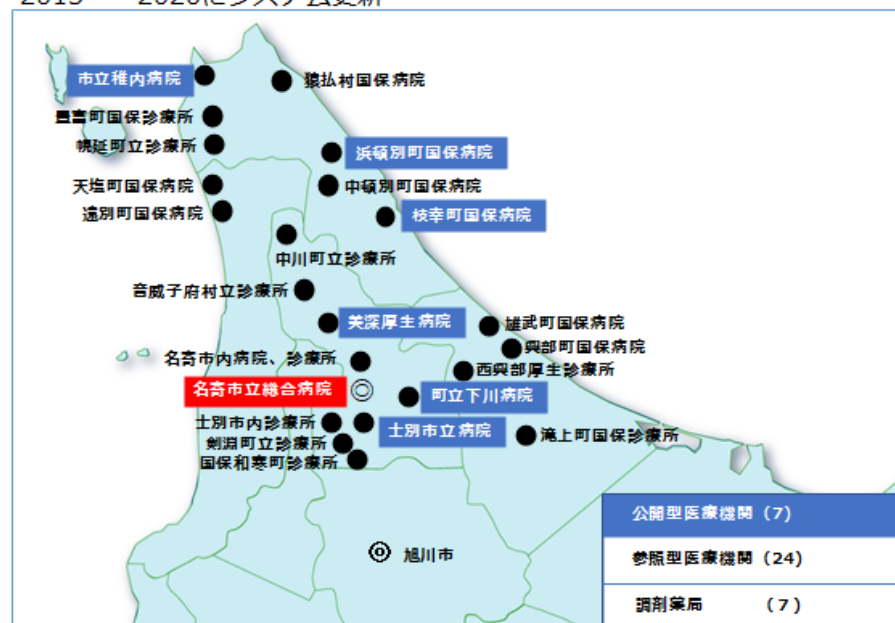 市立稚内病院
猿払村国保病院
豊富町国保診療所
幌延町立診療所
浜頓別町国保病院
天塩町国保病院
中頓別町国保病院
遠別町国保病院
枝幸町国保病院
中川町立診療所
音威子府村立診療所
美深厚生病院
雄武町国保病院
興部町国保病院
名寄市内病院、診療所
西興部厚生診療所
名寄市立総合病院
町立下川病院
士別市内診療所
士別市立病院
滝上町国保診療所
剣淵町立診療所
国保和寒町診療所
旭川市
公開型医療機関（7）
参照型医療機関（24）
調剤薬局 （7）